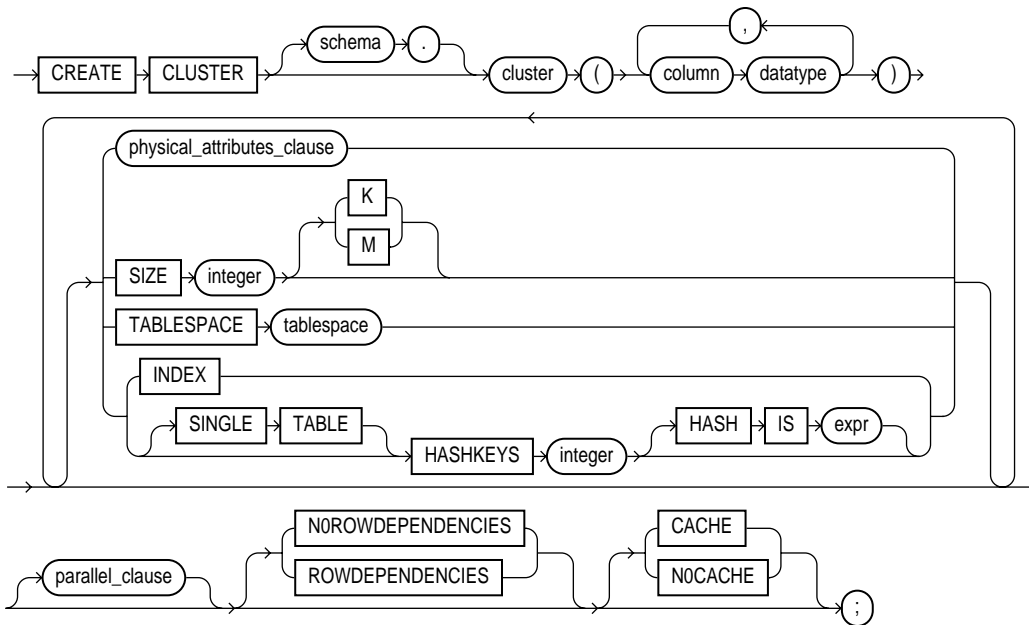 schema .
,
CREATE CLUSTER cluster ( column datatype )
physical_attributes_clause
K
M
SIZE integer
TABLESPACE tablespace
INDEX
SINGLE TABLE HASH IS expr
HASHKEYS integer
N0ROWDEPENDENCIES CACHE
parallel_clause ROWDEPENDENCIES N0CACHE
;